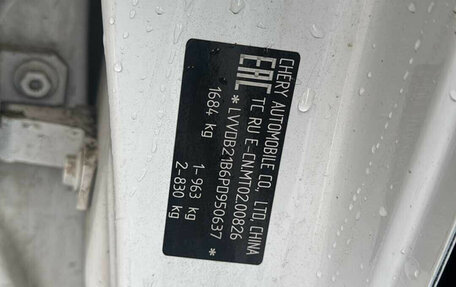 CHERY AUTOMOBILE CO., LTD, CHINA
EAC TC RU E-CN.MT02.00826
*LVVDB21B6PD950637*
1684 kg
1-963 kg
2-830 kg